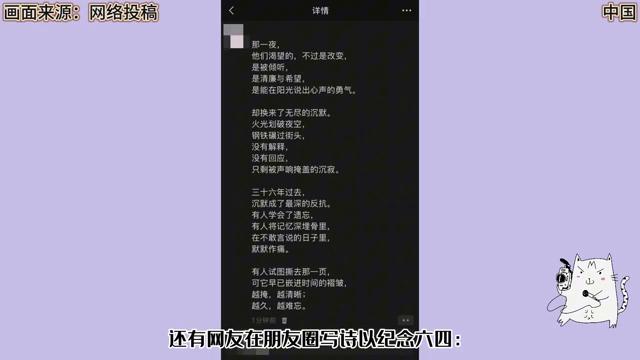 画面来源：网络投稿
中国
详情
那一夜，
他们渴望的，不过是改变，
是被倾听，
是清廉与希望，
是能在阳光说出心声的勇气。
却换来了无尽的沉默。
火光划破夜空，
钢铁碾过街头，
没有解释，
没有回应，
只剩被声响掩盖的沉寂。
三十六年过去，
沉默成了最深的反抗。
有人学会了遗忘，
有人将记忆深埋骨里，
在不敢言说的日子里，
默默作痛。
有人试图撕去那一页，
可它早已嵌进时间的褶皱，
越掩，越清晰；
越久，越难忘。
1分钟前
还有网友在朋友圈写诗以纪念六四：